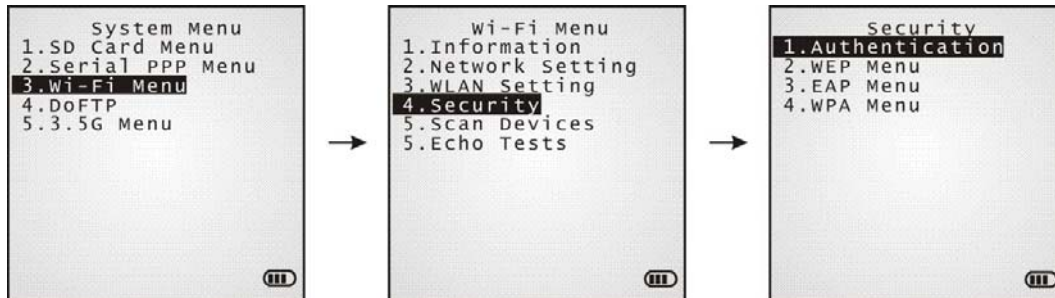 System Menu
1.SD Card Menu
2.Serial PPP Menu
3.Wi-Fi Menu
4.DoFTP
5.3.5G Menu
Wi-Fi Menu
1.Information
2.Network Setting
3.WLAN Setting
4.Security
5.Scan Devices
5.Echo Tests
Security
1.Authentication
2.WEP Menu
3.EAP Menu
4.WPA Menu